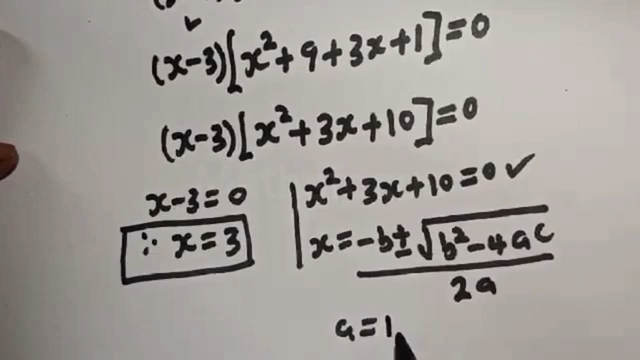 (x-3)[x²+9+3x+1]=0
(x-3)[x²+3x+10]=0
x-3=0
∵ x=3
x²+3x+10=0 ✓
x=-b±√b²-4ac
2a
a=1